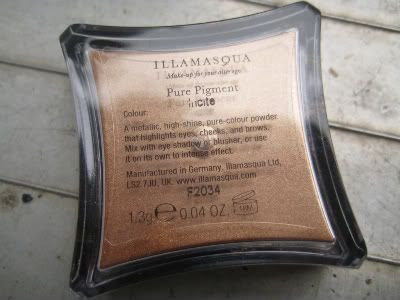 ILLAMASQUA
Make-up for your alter ego
Pure Pigment
Incite
Colour:
A metallic, high-shine, pure-colour powder
that highlights eyes, cheeks, and brows.
Mix with eye shadow or blusher, or use
it on its own to intense effect.
Manufactured in Germany, Illamasqua Ltd,
LS2 7JU, UK. www.illamasqua.com
F2034
1.3g e 0.04 OZ.